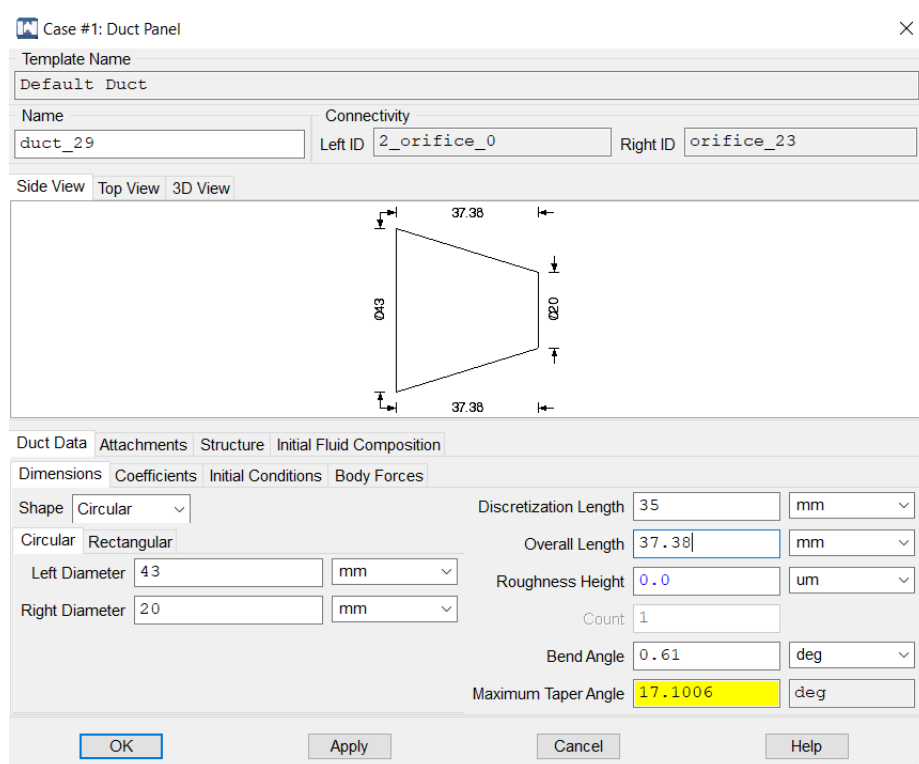 Case #1: Duct Panel
Template Name
Default Duct
Name
Connectivity
duct_29
Left ID 2_orifice_0 Right ID orifice_23
Side View Top View 3D View
37.38
Ø43
Ø20
37.38
Duct Data Attachments Structure Initial Fluid Composition
Dimensions Coefficients Initial Conditions Body Forces
Shape Circular
Discretization Length 35 mm
Circular Rectangular
Overall Length 37.38 mm
Left Diameter 43 mm
Roughness Height 0.0 um
Right Diameter 20 mm
Count 1
Bend Angle 0.61 deg
Maximum Taper Angle 17.1006 deg
OK Apply Cancel Help